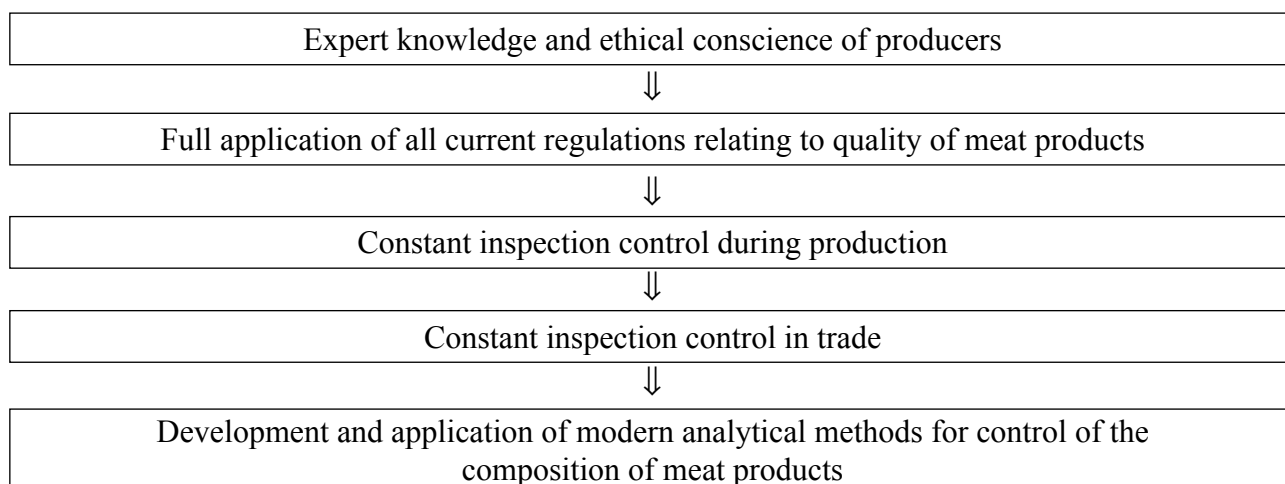 Expert knowledge and ethical conscience of producers
⇓
Full application of all current regulations relating to quality of meat products
⇓
Constant inspection control during production
⇓
Constant inspection control in trade
⇓
Development and application of modern analytical methods for control of the
composition of meat products